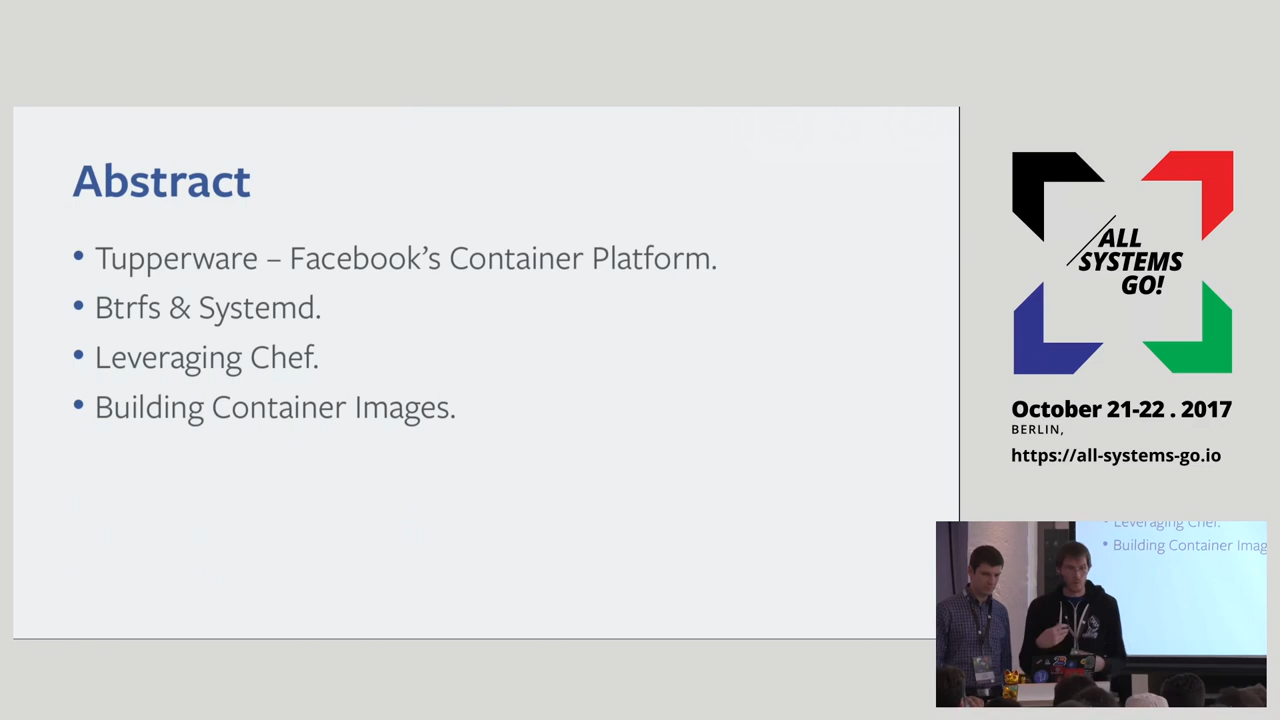 Abstract
• Tupperware – Facebook's Container Platform.
• Btrfs & Systemd.
• Leveraging Chef.
• Building Container Images.
ALL
SYSTEMS
GO!
October 21-22 . 2017
BERLIN,
https://all-systems-go.io
• Leveraging Chef.
• Building Container Imag